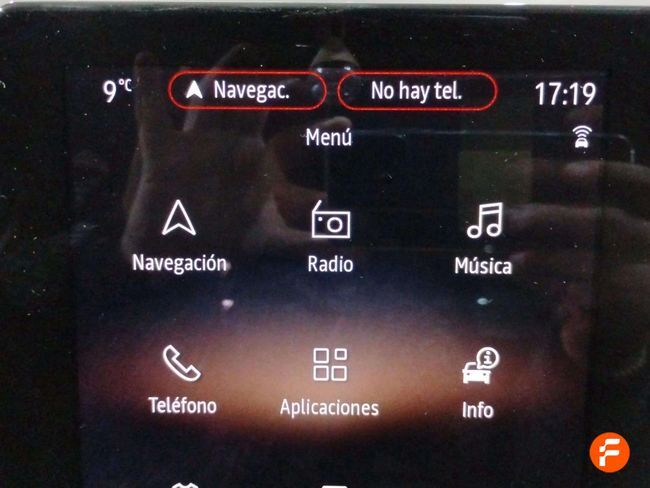 9°C Navegac. No hay tel. 17:19
Menú
Navegación Radio Música
Teléfono Aplicaciones Info